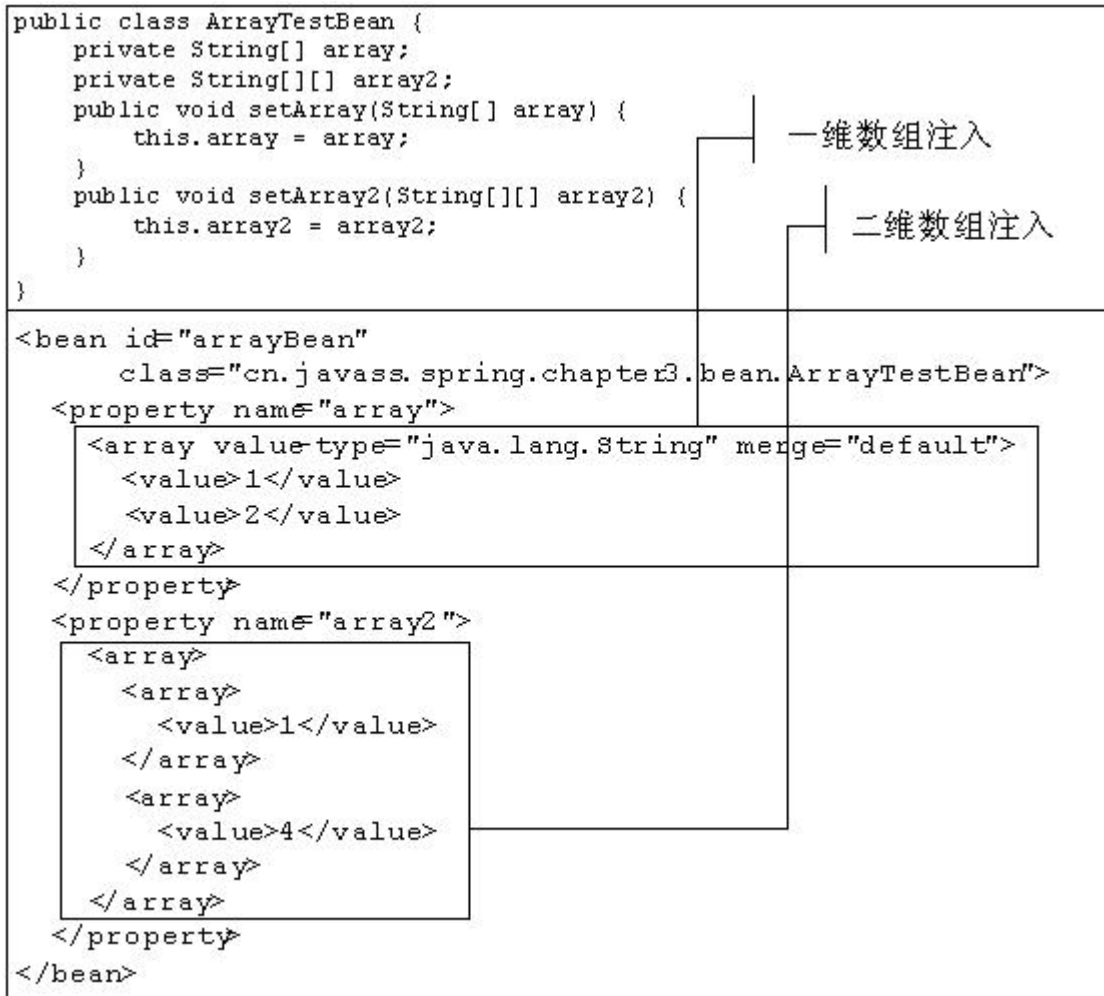 public class ArrayTestBean {
    private String[] array;
    private String[][] array2;
    public void setArray(String[] array) {
        this.array = array;
    }
    public void setArray2(String[][] array2) {
        this.array2 = array2;
    }
}
一维数组注入
二维数组注入
<bean id="arrayBean"
      class="cn.javass.spring.chapter3.bean.ArrayTestBean">
  <property name="array">
    <array value-type="java.lang.String" merge="default">
      <value>1</value>
      <value>2</value>
    </array>
  </property>
  <property name="array2">
    <array>
      <array>
        <value>1</value>
      </array>
      <array>
        <value>4</value>
      </array>
    </array>
  </property>
</bean>